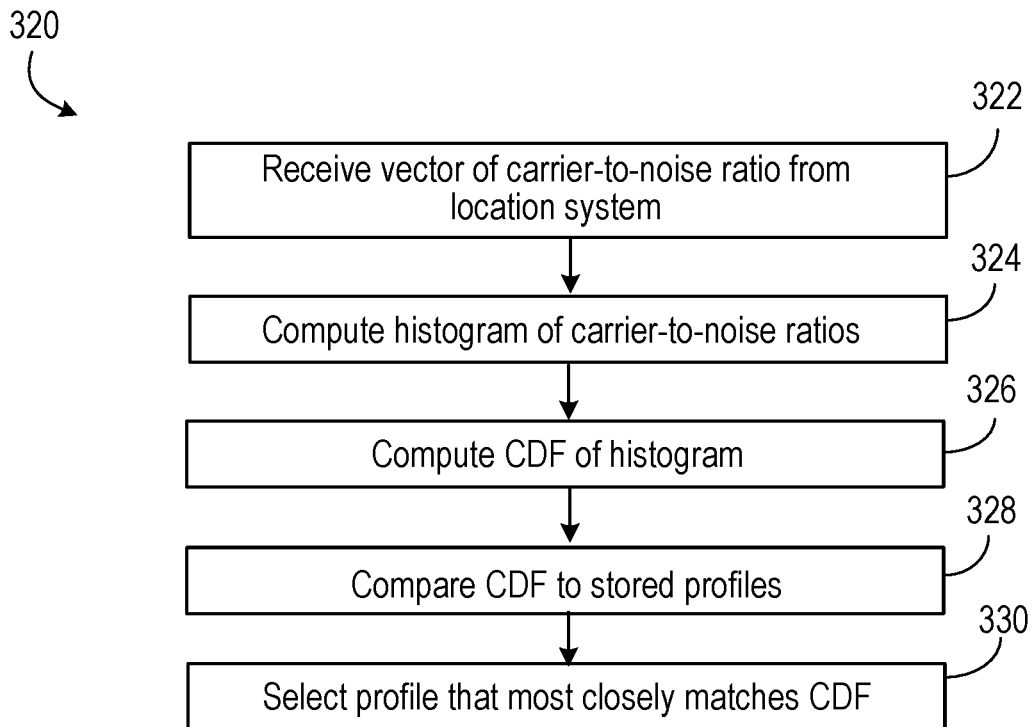 320
322
Receive vector of carrier-to-noise ratio from
location system
324
Compute histogram of carrier-to-noise ratios
326
Compute CDF of histogram
328
Compare CDF to stored profiles
330
Select profile that most closely matches CDF